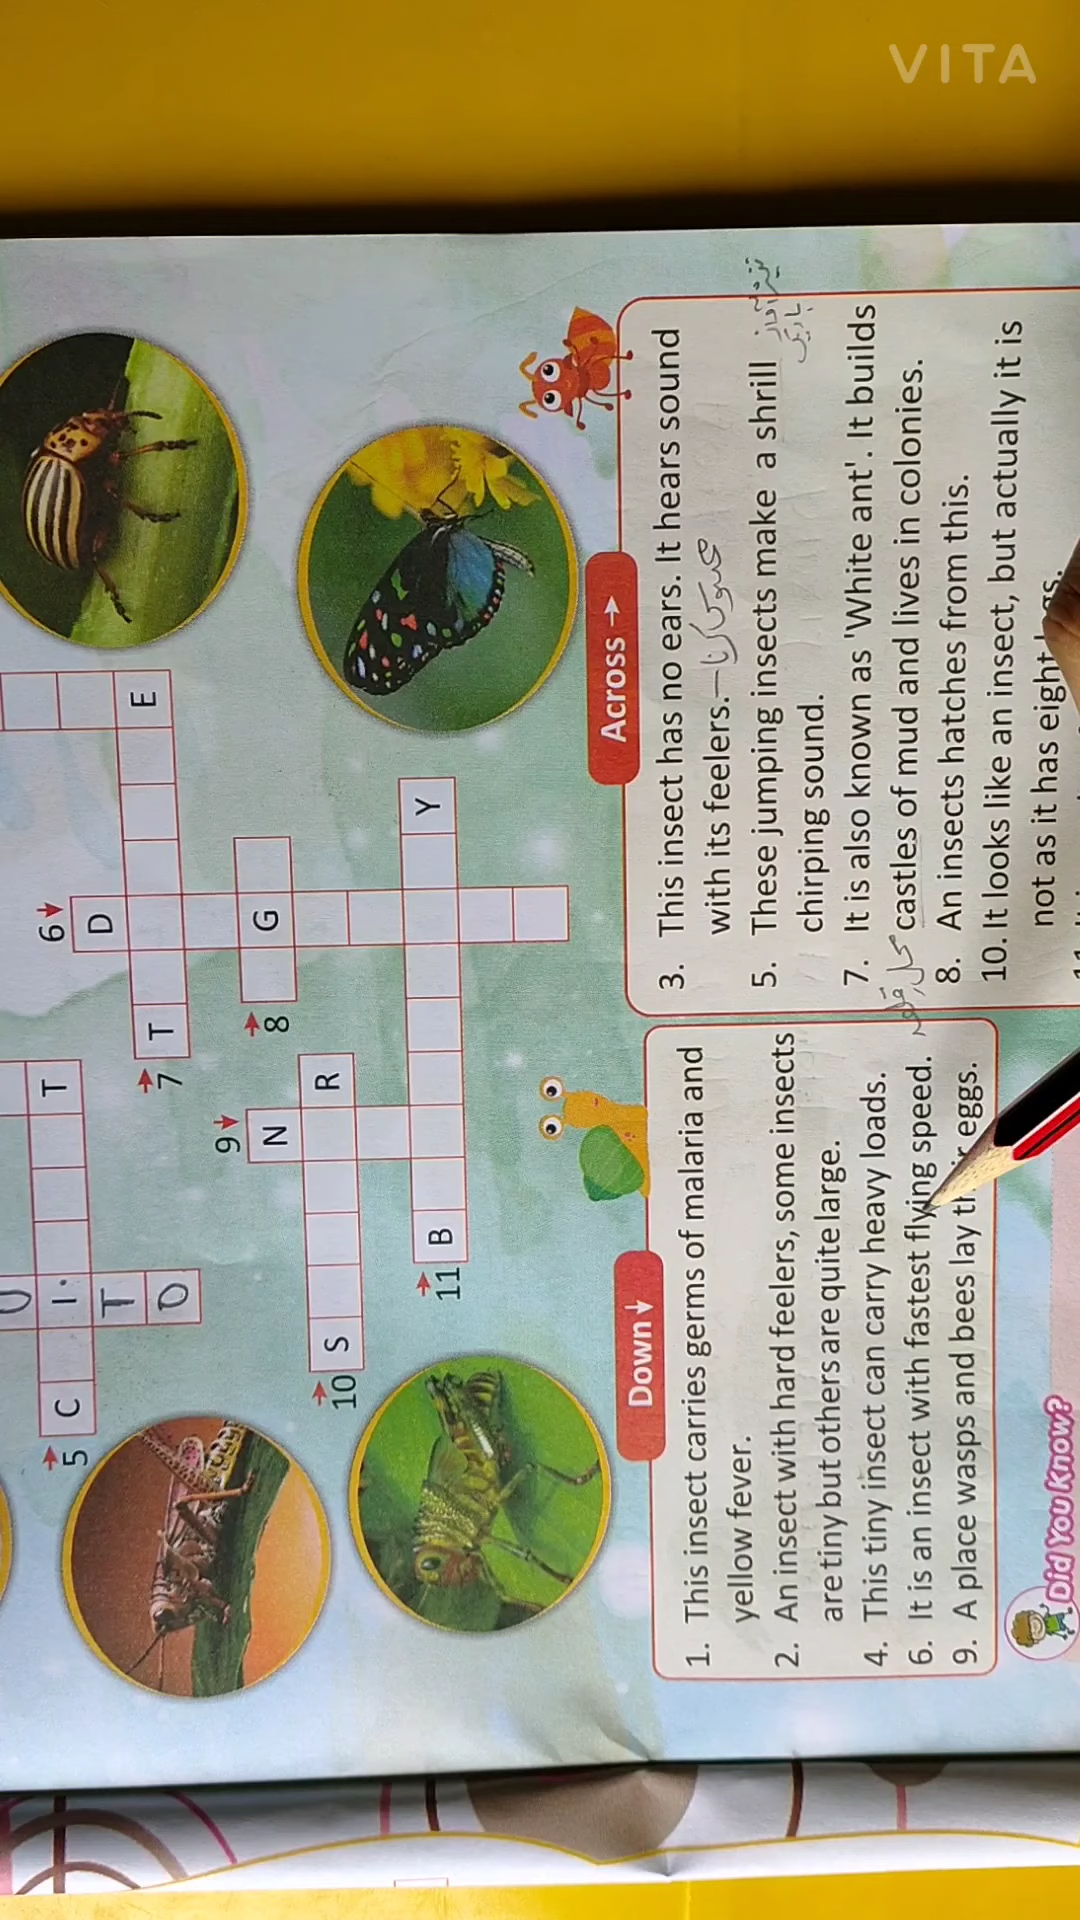 VITA
U
5 C I T
T
O
6 D
7 T E
8 G
9 N
10 S R
11 B Y
Down
1. This insect carries germs of malaria and
yellow fever.
2. An insect with hard feelers, some insects
are tiny but others are quite large.
4. This tiny insect can carry heavy loads.
6. It is an insect with fastest flying speed.
9. A place wasps and bees lay their eggs.
Across →
3. This insect has no ears. It hears sound
with its feelers. محسوس کرنا
5. These jumping insects make a shrill
chirping sound.
7. It is also known as 'White ant'. It builds
castles of mud and lives in colonies.
8. An insects hatches from this.
10. It looks like an insect, but actually it is
not as it has eight legs.
Did You Know?